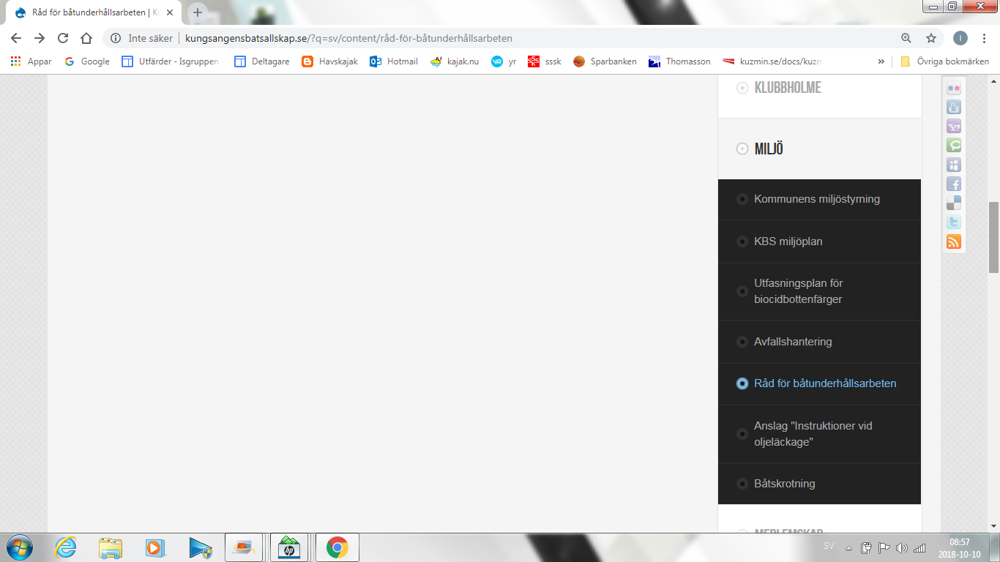 Råd för båtunderhållsarbeten | Ku
Inte säker
kungsangensbatsallskap.se/?q=sv/content/råd-för-båtunderhållsarbeten
Appar
Google
Utfärder - Isgruppen
Deltagare
Havskajak
Hotmail
kajak.nu
yr
sssk
Sparbanken
Thomasson
kuzmin.se/docs/kuzm
»
Övriga bokmärken
KLUBBHOLME
MILJÖ
Kommunens miljöstyrning
KBS miljöplan
Utfasningsplan för
biocidbottenfärger
Avfallshantering
Råd för båtunderhållsarbeten
Anslag "Instruktioner vid
oljeläckage"
Båtskrotning
MEDLEMSKAP
SV
08:57
2018-10-10